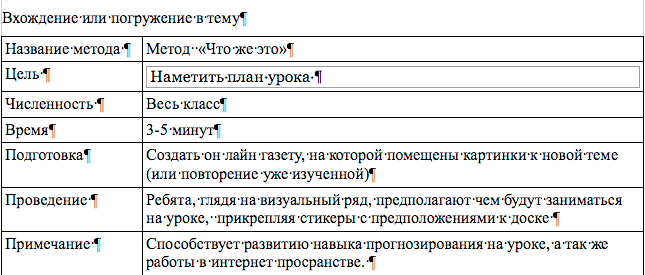 Вхождение или погружение в тему
Название метода Метод «Что же это»
Цель Наметить план урока
Численность Весь класс
Время 3-5 минут
Подготовка Создать он лайн газету, на которой помещены картинки к новой теме
(или повторение уже изученной)
Проведение Ребята, глядя на визуальный ряд, предполагают чем будут заниматься
на уроке, прикрепляя стикеры с предположениями к доске
Примечание Способствует развитию навыка прогнозирования на уроке, а так же
работы в интернет просранстве.